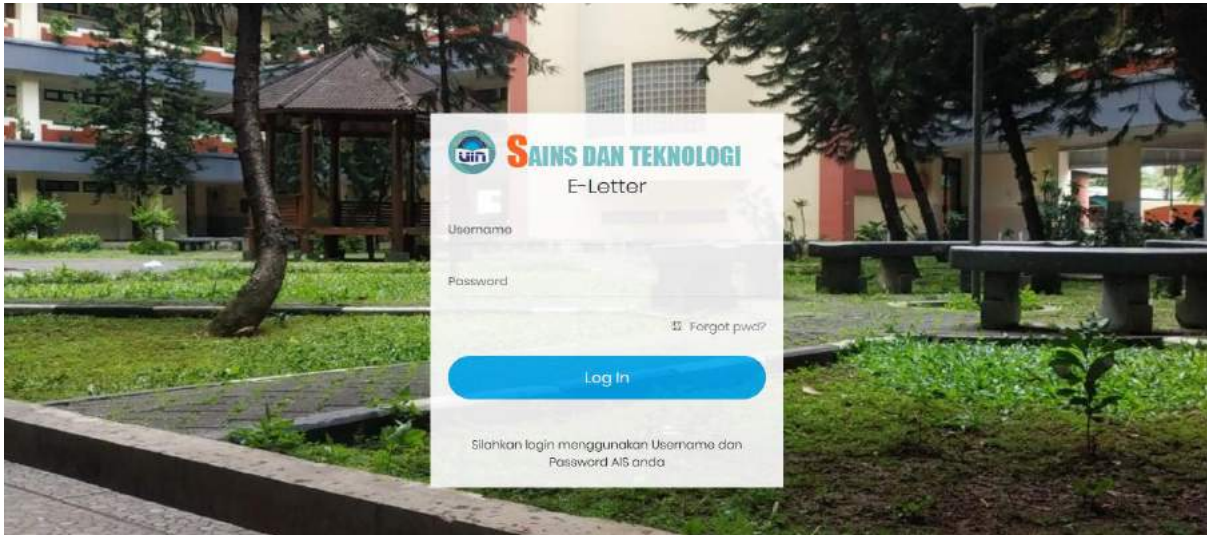 uin SAINS DAN TEKNOLOGI
E-Letter
Username
Password
Forgot pwd?
Log In
Silahkan login menggunakan Username dan
Password AIS anda